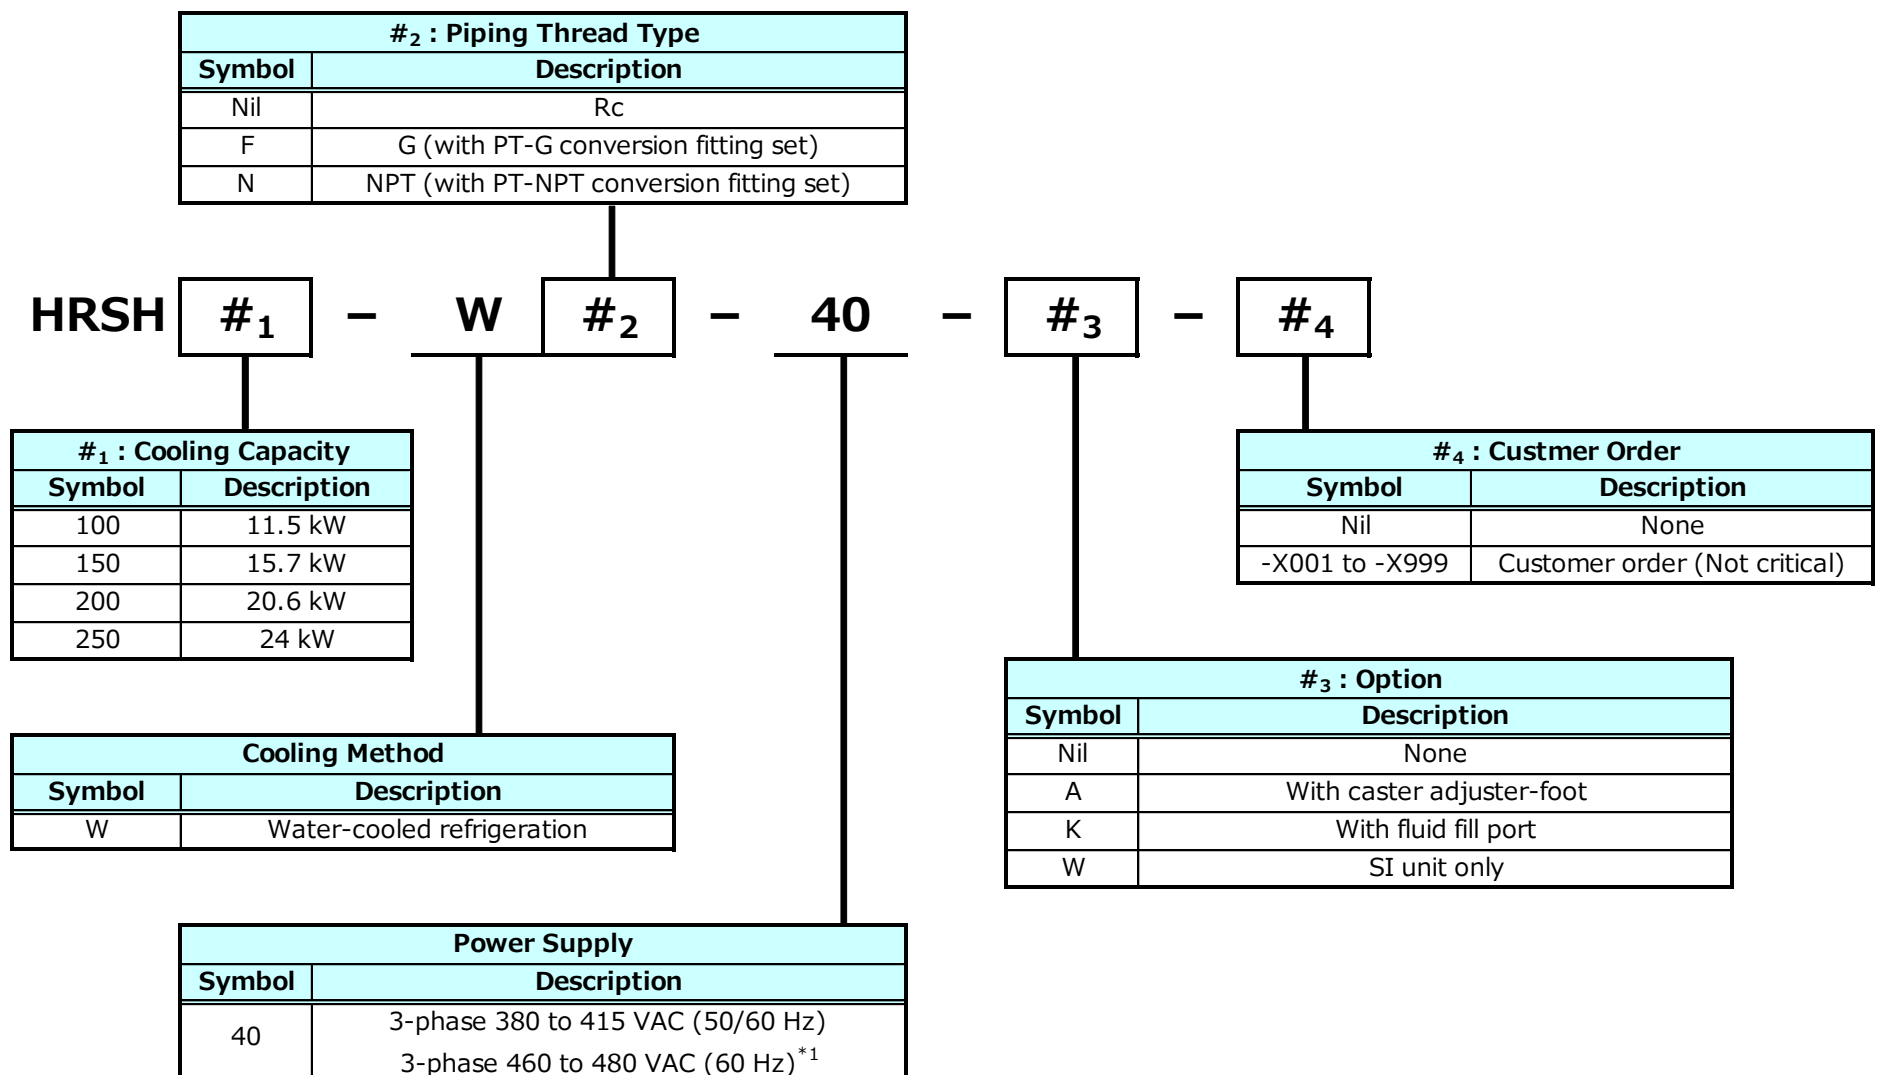 #2 : Piping Thread Type
Symbol Description
Nil Rc
F G (with PT-G conversion fitting set)
N NPT (with PT-NPT conversion fitting set)
HRSH #1 – W #2 – 40 – #3 – #4
#1 : Cooling Capacity
Symbol Description
100 11.5 kW
150 15.7 kW
200 20.6 kW
250 24 kW
#4 : Custmer Order
Symbol Description
Nil None
-X001 to -X999 Customer order (Not critical)
#3 : Option
Symbol Description
Nil None
A With caster adjuster-foot
K With fluid fill port
W SI unit only
Cooling Method
Symbol Description
W Water-cooled refrigeration
Power Supply
Symbol Description
40 3-phase 380 to 415 VAC (50/60 Hz)
3-phase 460 to 480 VAC (60 Hz)*1